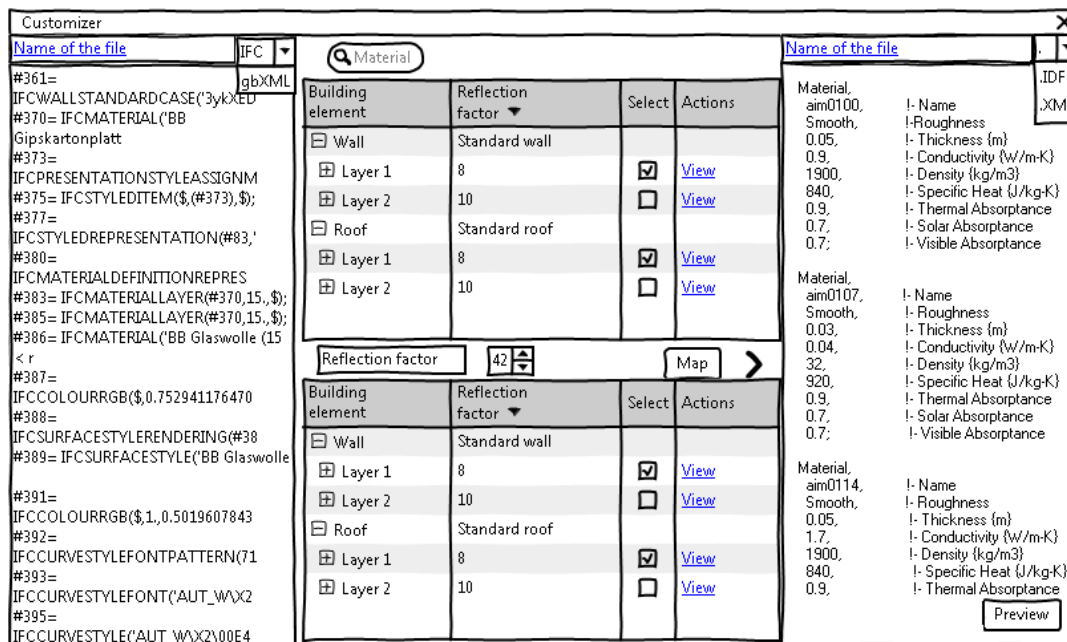 Customizer
Name of the file
IFC
gbXML
#361=
IFCWALLSTANDARDCASE('3ykXED
#370= IFCMATERIAL('BB
Gipskartonplatt
#373=
IFCPRESENTATIONSTYLEASSIGNM
#375= IFCSTYLEDITEM($,(#373),$);
#377=
IFCSTYLEDREPRESENTATION(#83,'
#380=
IFCMATERIALDEFINITIONREPRES
#383= IFCMATERIALLAYER(#370,15.,$);
#385= IFCMATERIALLAYER(#370,15.,$);
#386= IFCMATERIAL('BB Glaswolle (15
< r
#387=
IFCCOLOURRGB($,0.752941176470
#388=
IFCSURFACESTYLERENDERING(#38
#389= IFCSURFACESTYLE('BB Glaswolle
#391=
IFCCOLOURRGB($,1.,0.5019607843
#392=
IFCCURVESTYLEFONTPATTERN(71
#393=
IFCCURVESTYLEFONT('AUT_W\X2
#395=
IFCCURVESTYLE('AUT_W\X2\00E4
Material
Building element Reflection factor Select Actions
Wall Standard wall
Layer 1 8 View
Layer 2 10 View
Roof Standard roof
Layer 1 8 View
Layer 2 10 View
Reflection factor 42 Map
Building element Reflection factor Select Actions
Wall Standard wall
Layer 1 8 View
Layer 2 10 View
Roof Standard roof
Layer 1 8 View
Layer 2 10 View
Name of the file
.
.IDF
.XM
Material,
aim0100, !- Name
Smooth, !-Roughness
0.05, !- Thickness {m}
0.9, !- Conductivity {W/m-K}
1900, !- Density {kg/m3}
840, !- Specific Heat {J/kg-K}
0.9, !- Thermal Absorptance
0.7, !- Solar Absorptance
0.7; !- Visible Absorptance
Material,
aim0107, !- Name
Smooth, !- Roughness
0.03, !- Thickness {m}
0.04, !- Conductivity {W/m-K}
32, !- Density {kg/m3}
920, !- Specific Heat {J/kg-K}
0.9, !- Thermal Absorptance
0.7, !- Solar Absorptance
0.7; !- Visible Absorptance
Material,
aim0114, !- Name
Smooth, !- Roughness
0.05, !- Thickness {m}
1.7, !- Conductivity {W/m-K}
1900, !- Density {kg/m3}
840, !- Specific Heat {J/kg-K}
0.9, !- Thermal Absorptance
Preview